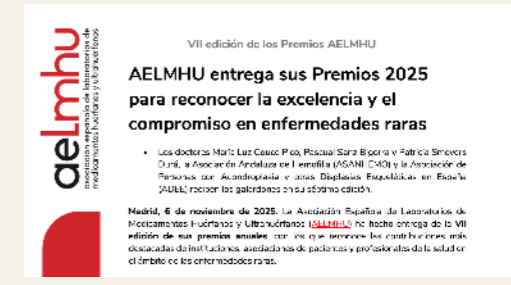 aelmhu
asociación española de laboratorios de
medicamentos huérfanos y ultrahuérfanos
VII edición de los Premios AELMHU
AELMHU entrega sus Premios 2025
para reconocer la excelencia y el
compromiso en enfermedades raras
• Los doctores María Luz Couce Pico, Pascual Sanz Bigorra y Patricia Smeyers
Durá, la Asociación Andaluza de Hemofilia (ASANHEMO) y la Asociación de
Personas con Acondroplasia y otras Displasias Esqueléticas en España
(ADEE) reciben los galardones en su séptima edición.
Madrid, 6 de noviembre de 2025. La Asociación Española de Laboratorios de
Medicamentos Huérfanos y Ultrahuérfanos (AELMHU) ha hecho entrega de la VII
edición de sus premios anuales con los que reconoce las contribuciones más
destacadas de instituciones, asociaciones de pacientes y profesionales de la salud en
el ámbito de las enfermedades raras.